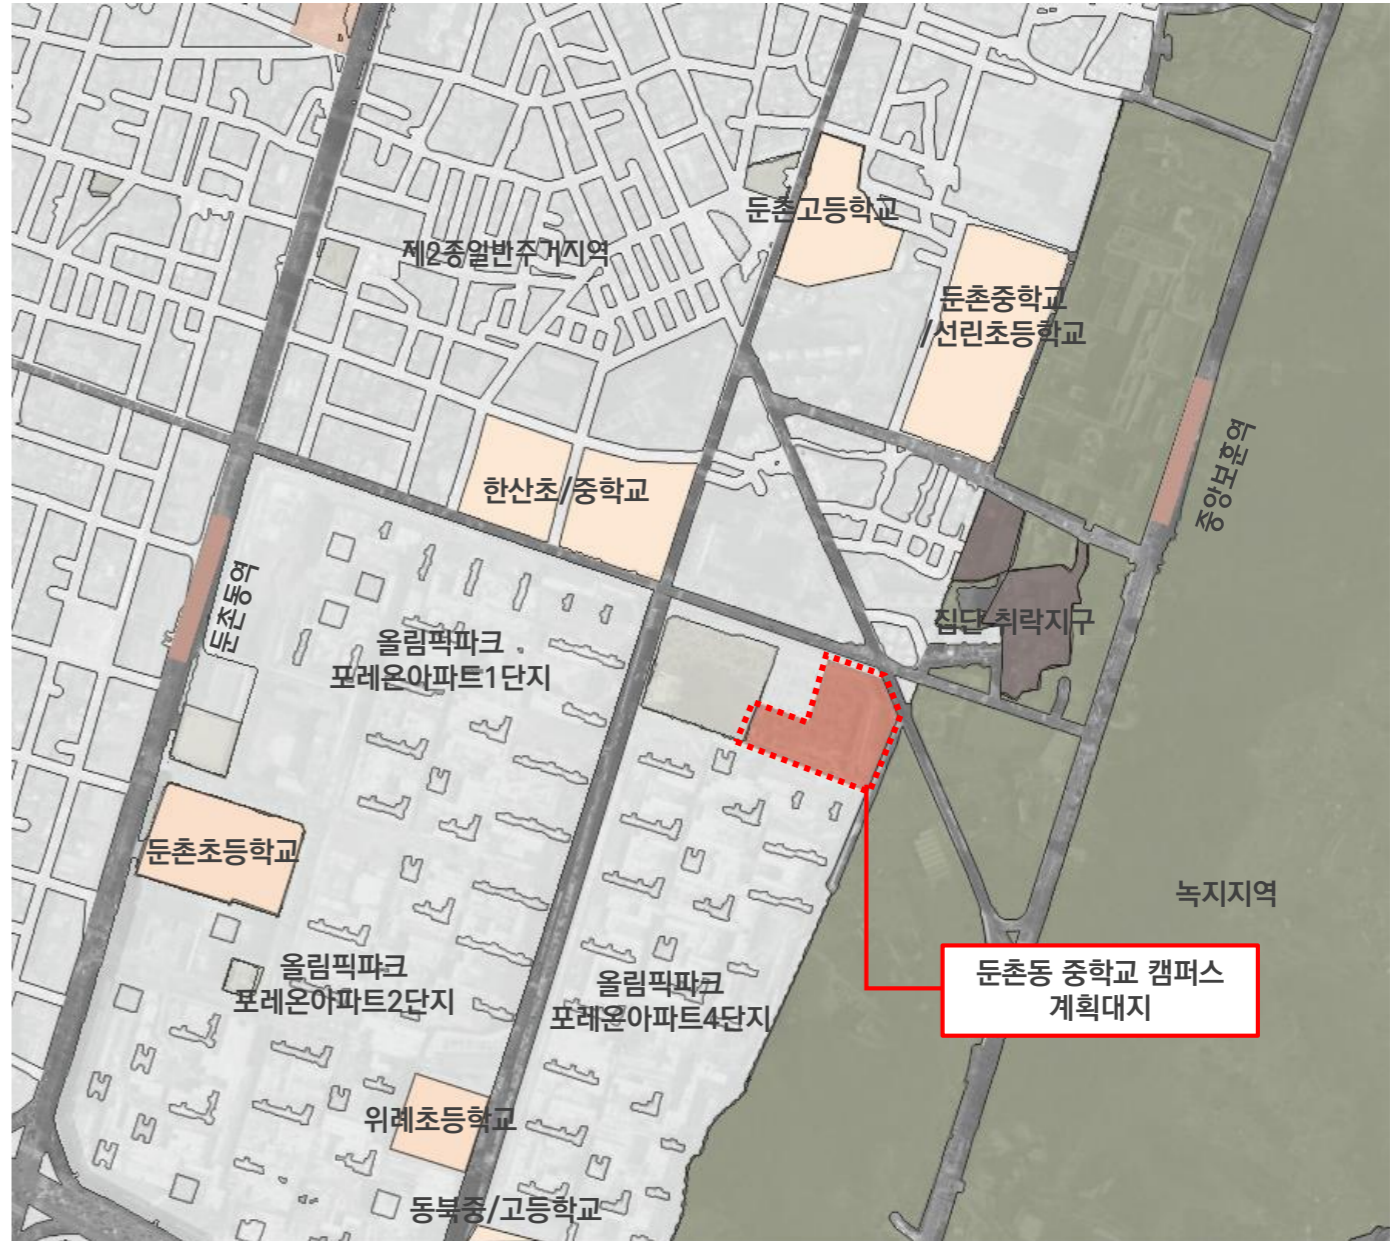 둔촌고등학교
제2종일반주거지역
둔촌중학교
/선린초등학교
중앙보훈역
한산초/중학교
둔촌동역
집단 취락지구
올림픽파크
포레온아파트1단지
둔촌초등학교
녹지지역
올림픽파크
포레온아파트2단지
올림픽파크
포레온아파트4단지
둔촌동 중학교 캠퍼스
계획대지
위례초등학교
동북중/고등학교